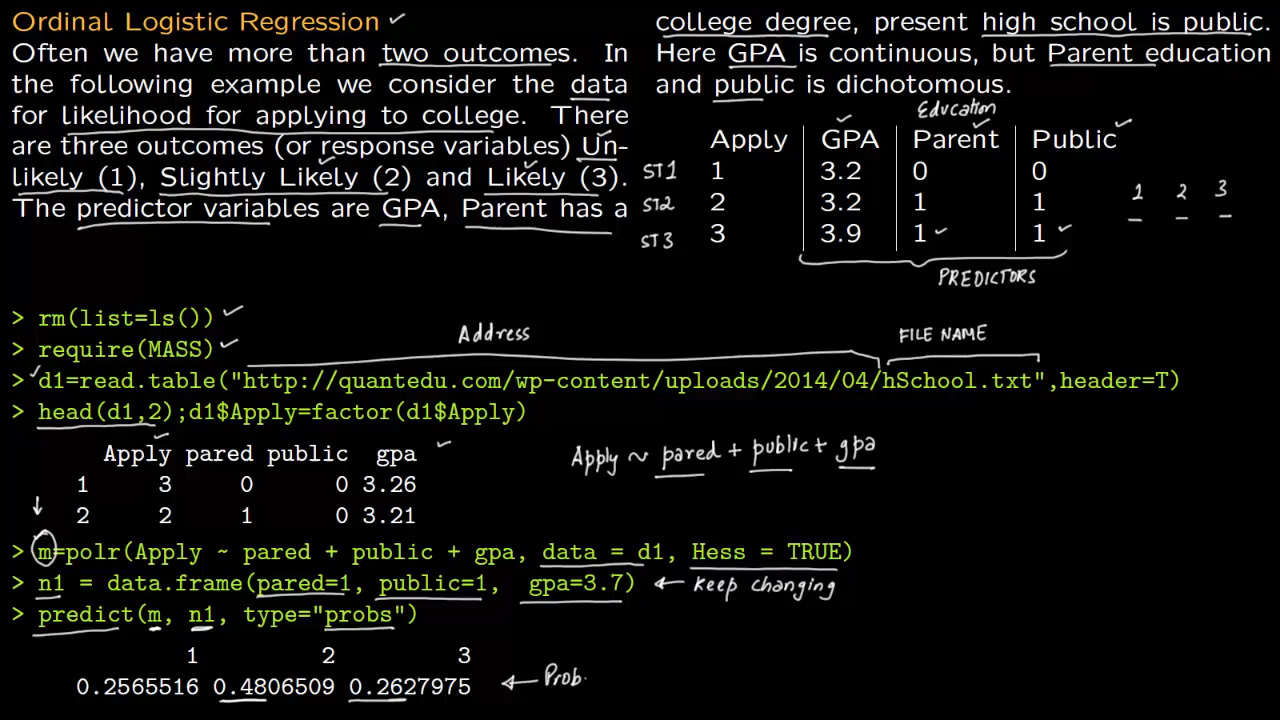 Ordinal Logistic Regression
Often we have more than two outcomes. In
the following example we consider the data
for likelihood for applying to college. There
are three outcomes (or response variables) Un-
likely (1), Slightly Likely (2) and Likely (3).
The predictor variables are GPA, Parent has a
college degree, present high school is public.
Here GPA is continuous, but Parent education
and public is dichotomous.
Education
Apply GPA Parent Public
ST1 1 3.2 0 0
ST2 2 3.2 1 1
ST3 3 3.9 1 1
1 2 3
PREDICTORS
> rm(list=ls())
> require(MASS)
Address FILE NAME
> d1=read.table("http://quantedu.com/wp-content/uploads/2014/04/hSchool.txt",header=T)
> head(d1,2);d1$Apply=factor(d1$Apply)
Apply pared public gpa
1 3 0 0 3.26
2 2 1 0 3.21
Apply ~ pared + public + gpa
> m=polr(Apply ~ pared + public + gpa, data = d1, Hess = TRUE)
> n1 = data.frame(pared=1, public=1, gpa=3.7) ← keep changing
> predict(m, n1, type="probs")
1 2 3
0.2565516 0.4806509 0.2627975 ← Prob.